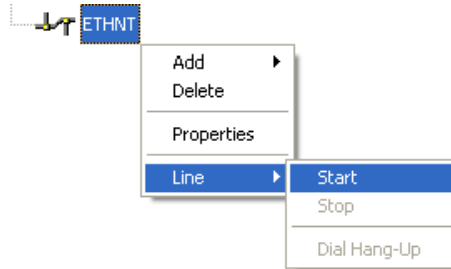 ETHNT
Add
Delete
Properties
Line
Start
Stop
Dial Hang-Up